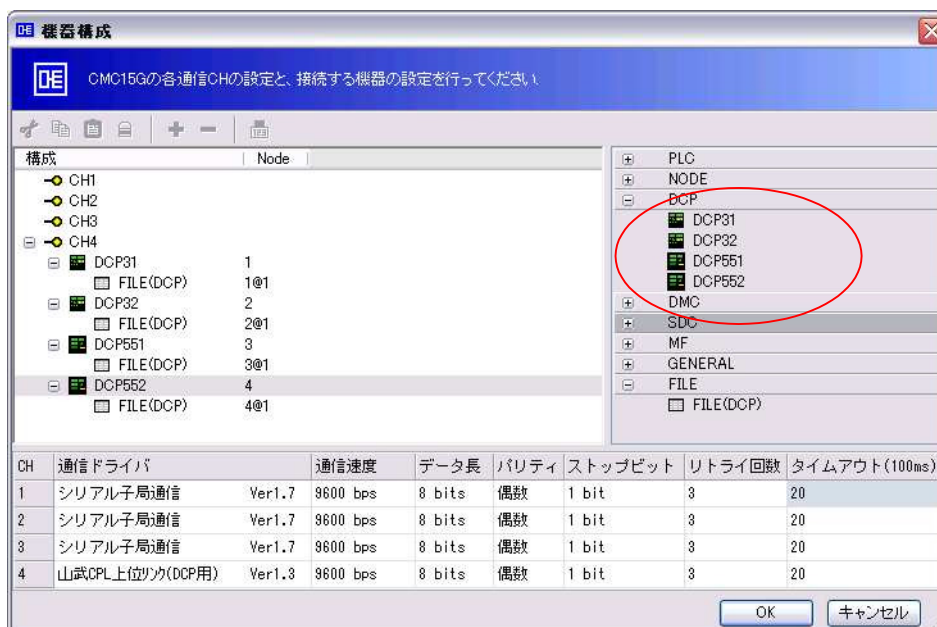 機器構成
CMC15Gの各通信CHの設定と、接続する機器の設定を行ってください.
構成 Node
CH1
CH2
CH3
CH4
DCP31 1
FILE(DCP) 1@1
DCP32 2
FILE(DCP) 2@1
DCP551 3
FILE(DCP) 3@1
DCP552 4
FILE(DCP) 4@1
PLC
NODE
DCP
DCP31
DCP32
DCP551
DCP552
DMC
SDC
MF
GENERAL
FILE
FILE(DCP)
CH 通信ドライバ 通信速度 データ長 パリティ ストップビット リトライ回数 タイムアウト(100ms)
1 シリアル子局通信 Ver1.7 9600 bps 8 bits 偶数 1 bit 3 20
2 シリアル子局通信 Ver1.7 9600 bps 8 bits 偶数 1 bit 3 20
3 シリアル子局通信 Ver1.7 9600 bps 8 bits 偶数 1 bit 3 20
4 山武CPL上位リンク(DCP用) Ver1.3 9600 bps 8 bits 偶数 1 bit 3 20
OK キャンセル